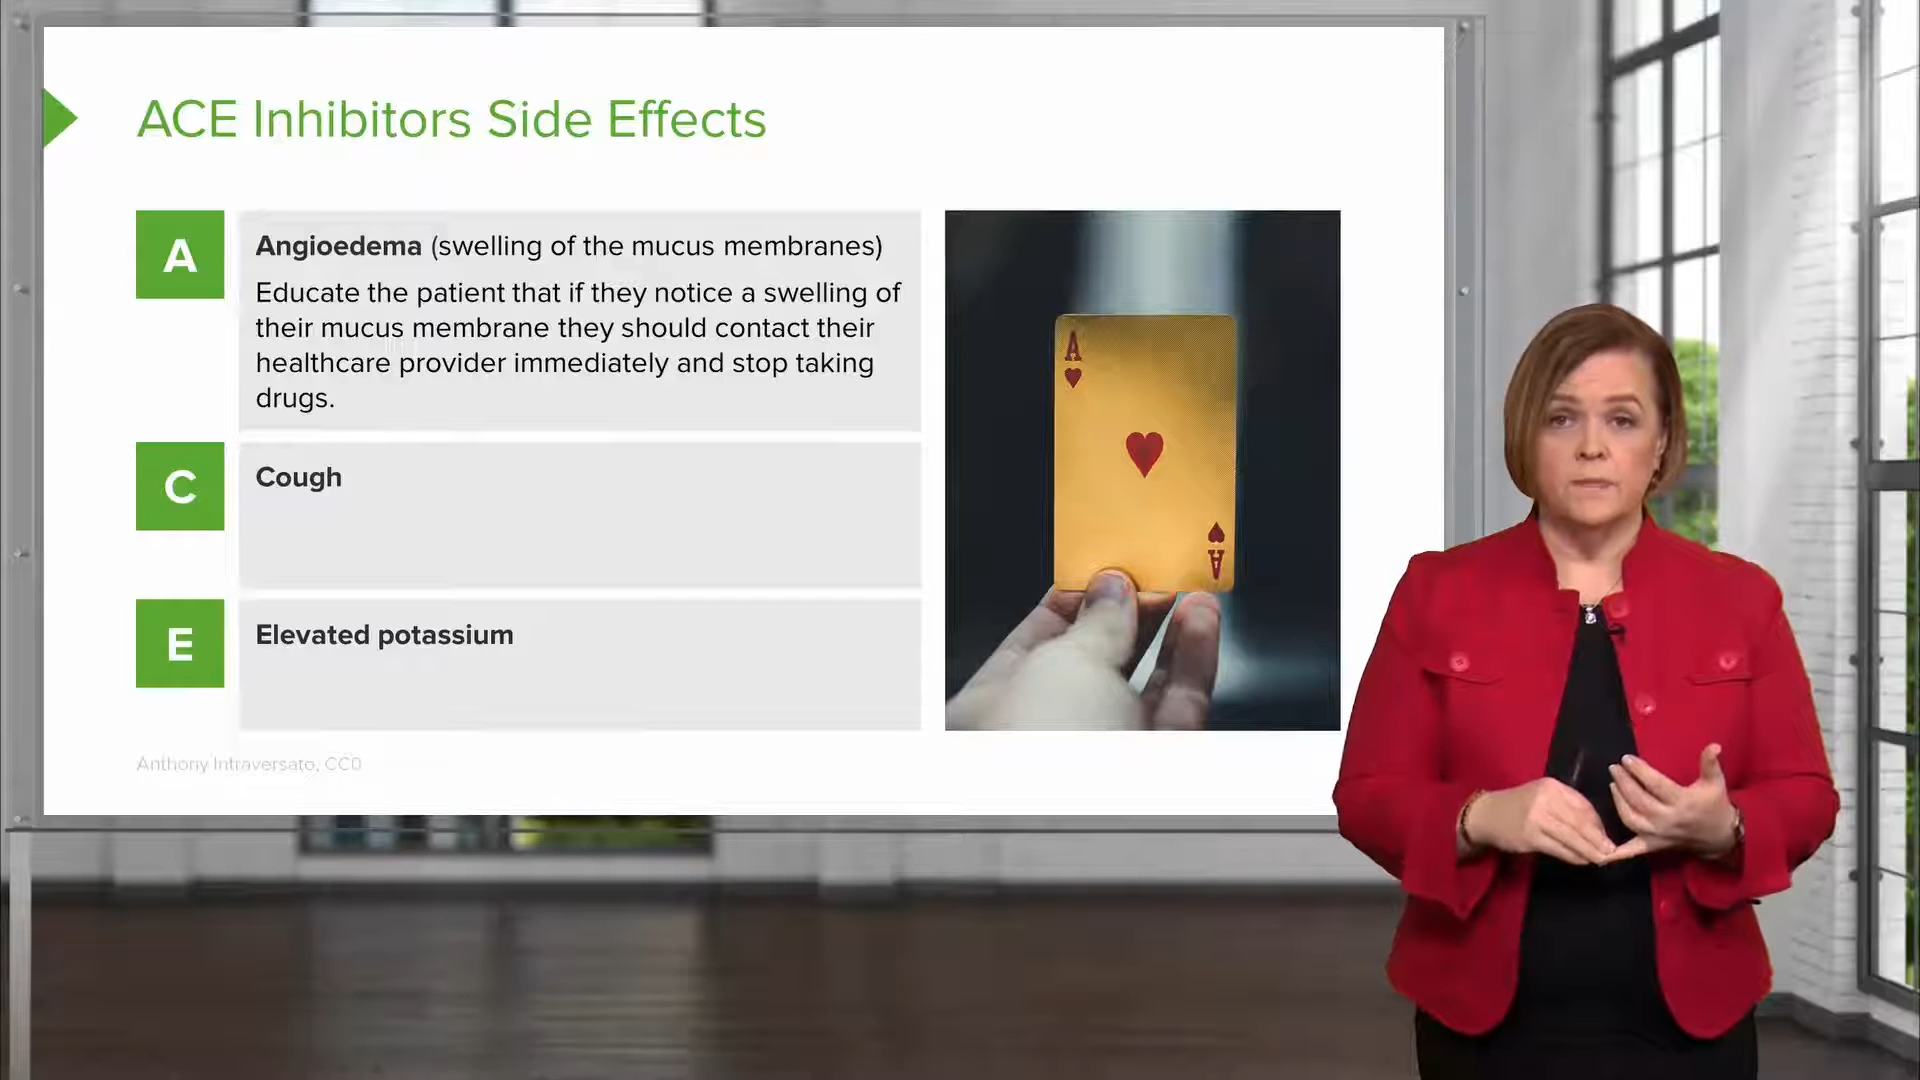 ACE Inhibitors Side Effects
A
Angioedema (swelling of the mucus membranes)
Educate the patient that if they notice a swelling of
their mucus membrane they should contact their
healthcare provider immediately and stop taking
drugs.
C
Cough
E
Elevated potassium
A
A
Anthony Intraversato, CC0